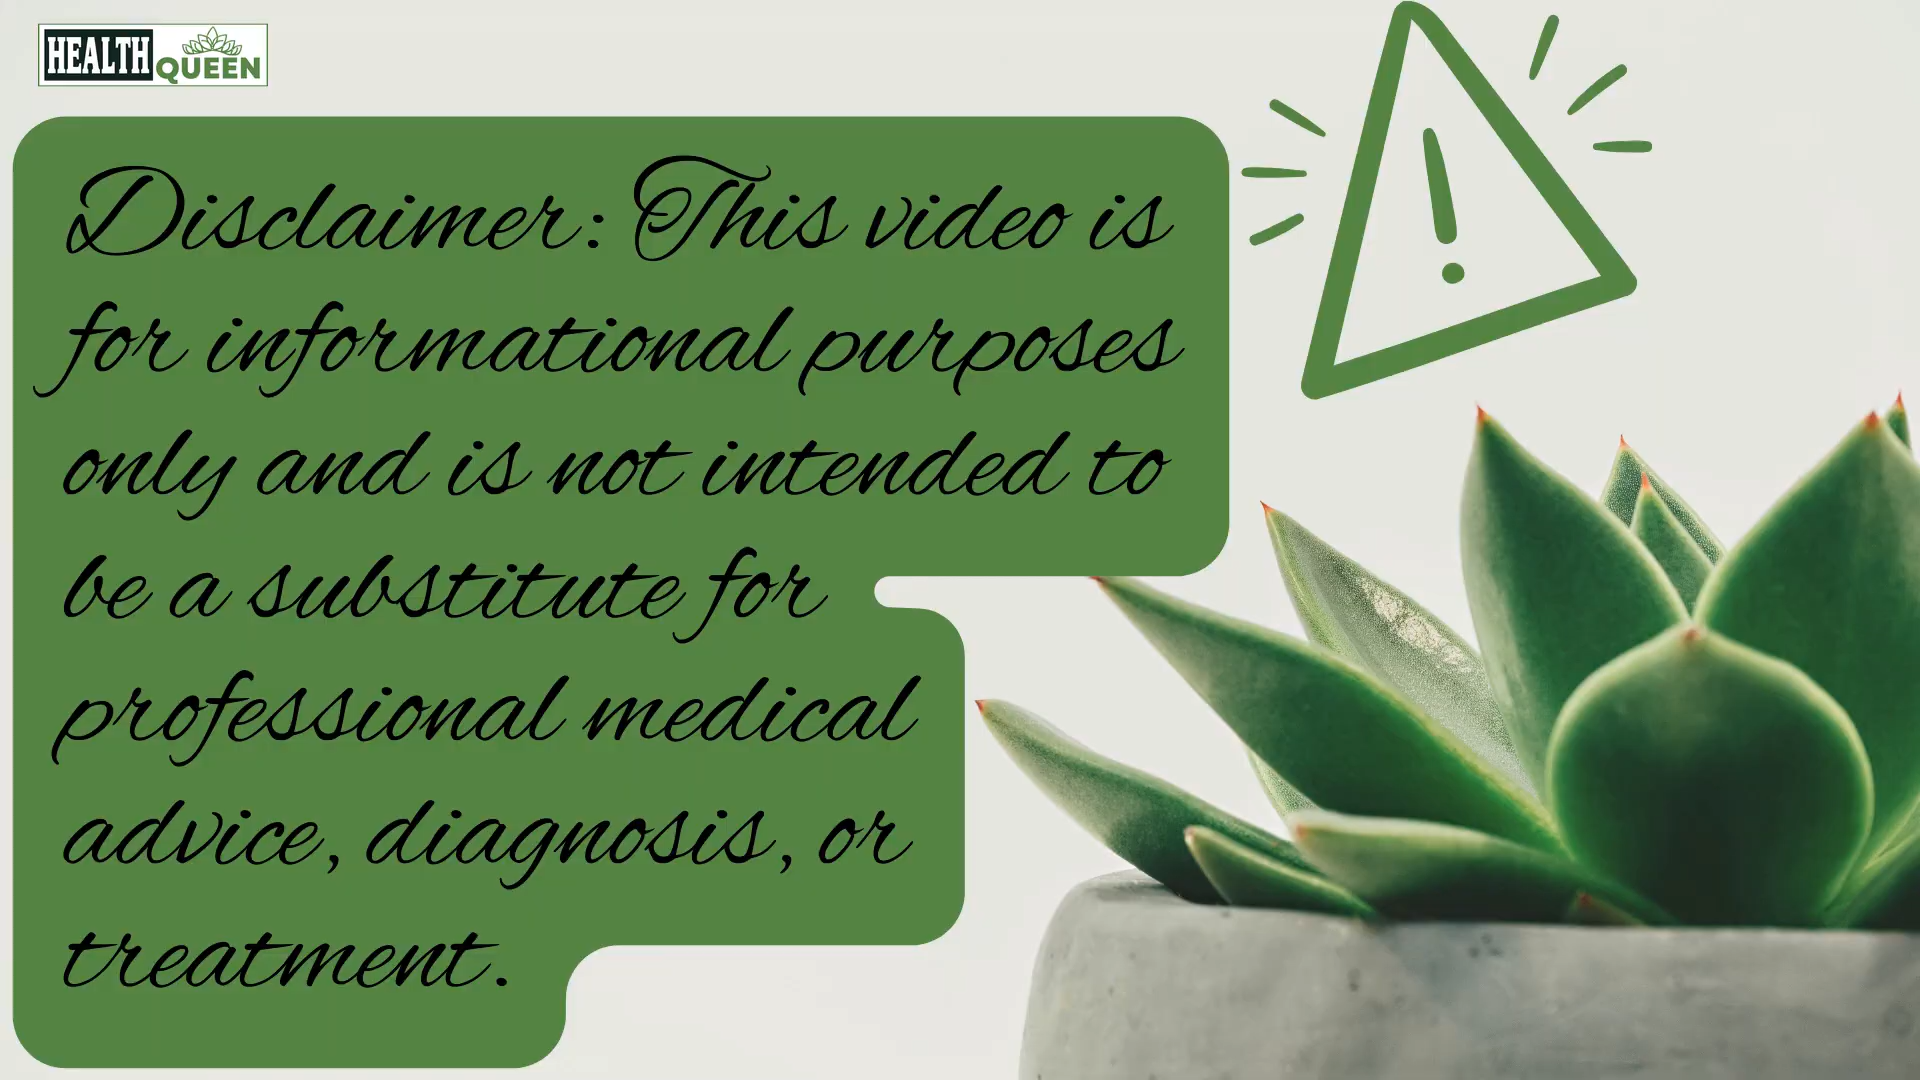 HEALTH QUEEN
Disclaimer: This video is
for informational purposes
only and is not intended to
be a substitute for
professional medical
advice, diagnosis, or
treatment.